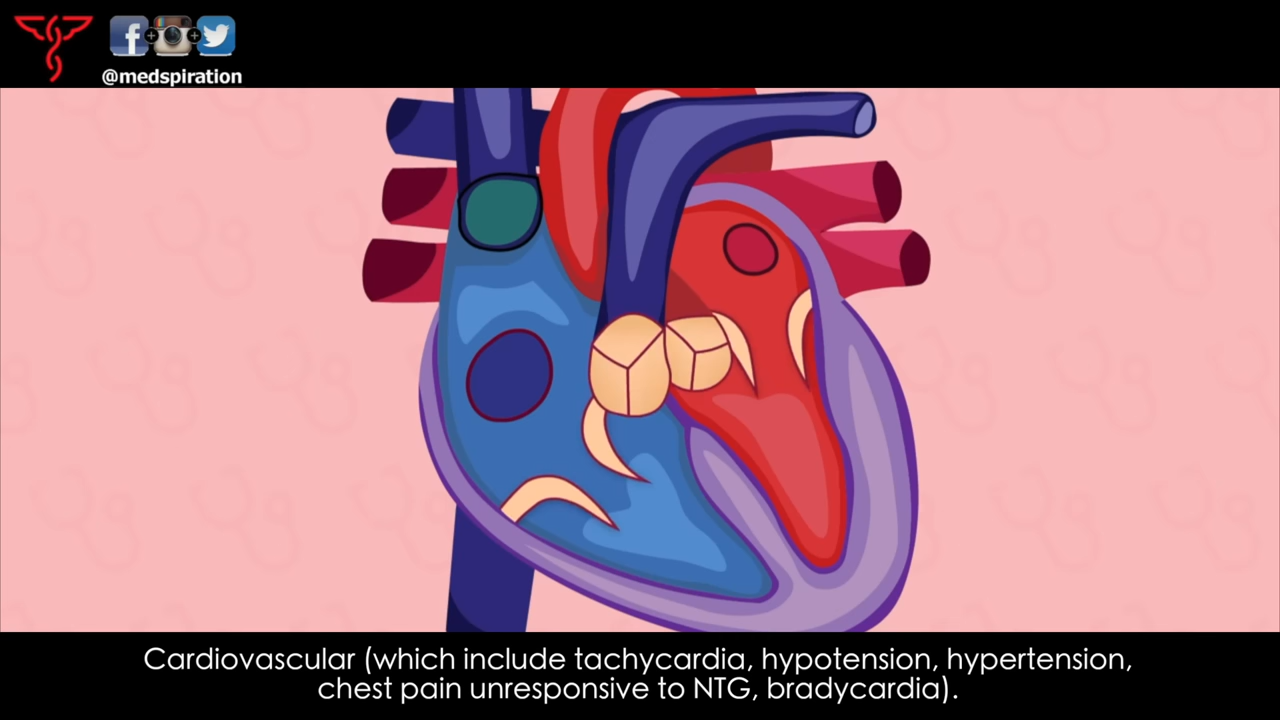 @medspiration
Cardiovascular (which include tachycardia, hypotension, hypertension,
chest pain unresponsive to NTG, bradycardia).